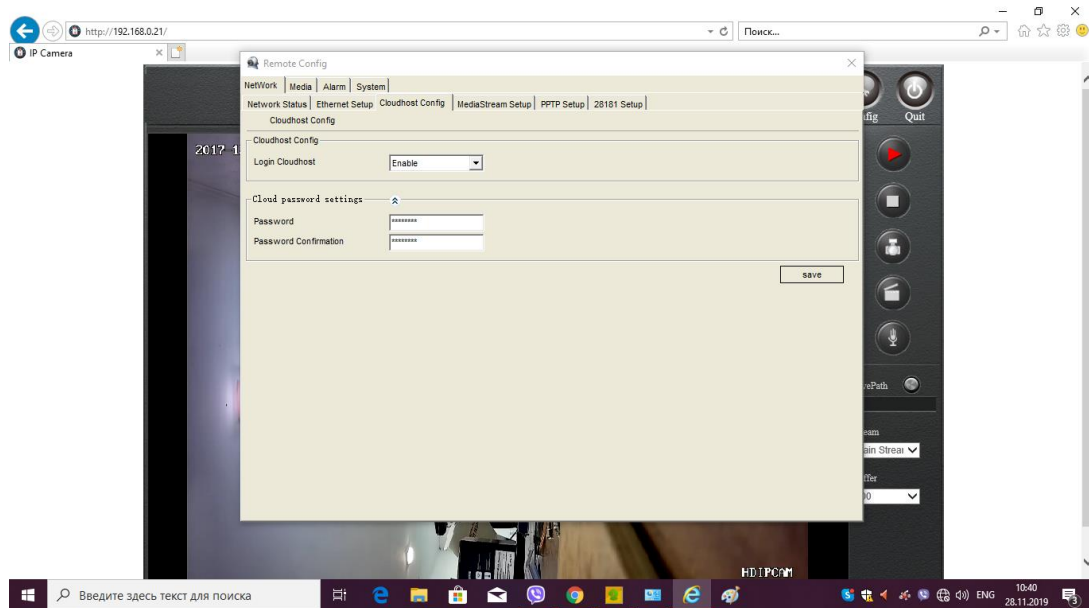 http://192.168.0.21/
Поиск...
IP Camera
Remote Config
NetWork Media Alarm System
Network Status Ethernet Setup Cloudhost Config MediaStream Setup PPTP Setup 28181 Setup
Cloudhost Config
Cloudhost Config
Login Cloudhost Enable
Cloud password settings
Password ********
Password Confirmation ********
save
Quit
2017-1
HDIPCAM
Введите здесь текст для поиска
ENG
10:40
28.11.2019